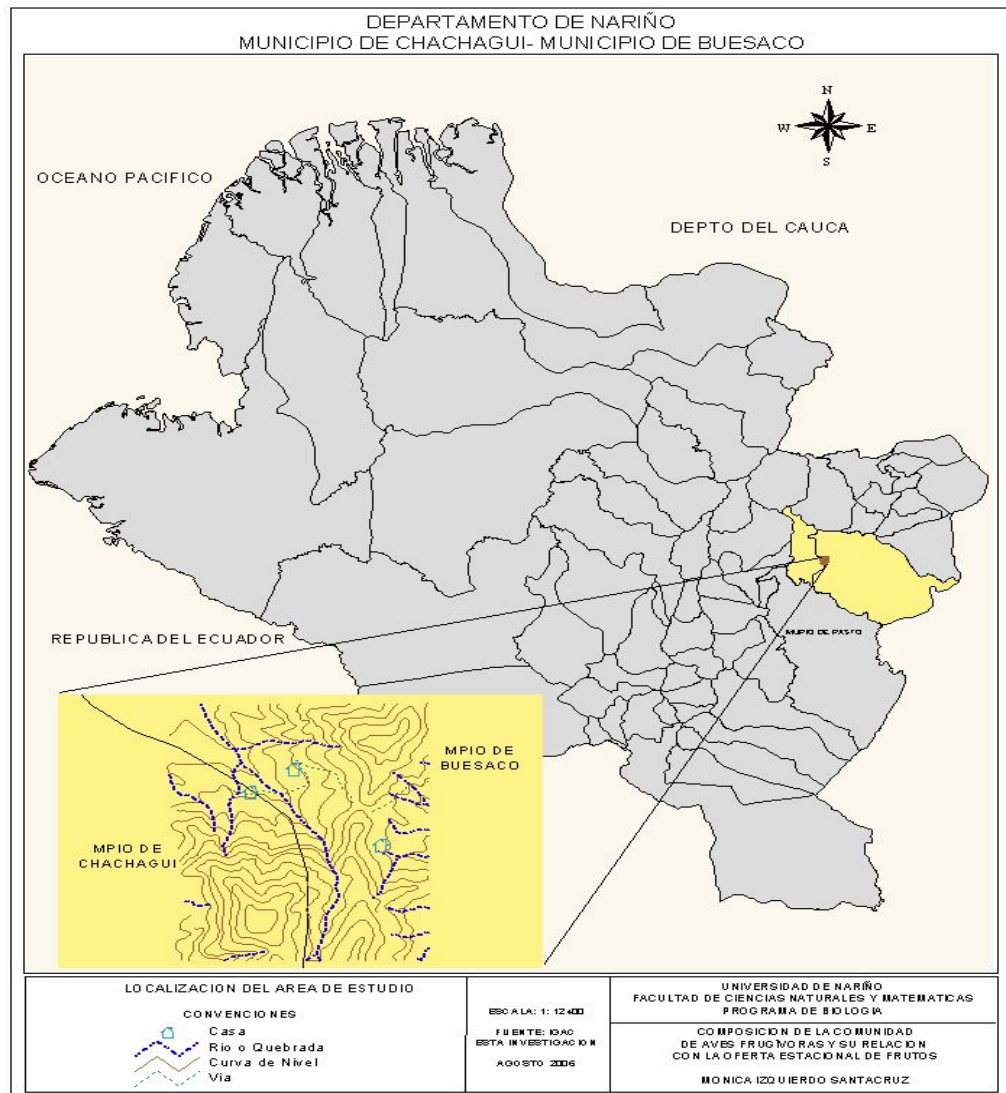 DEPARTAMENTO DE NARIÑO
MUNICIPIO DE CHACHAGUI- MUNICIPIO DE BUESACO
N
W
E
S
OCEANO PACIFICO
DEPTO DEL CAUCA
REPUBLICA DEL ECUADOR
MUPIO DE PASTO
MPIO DE
BUESACO
MPIO DE
CHACHAGUI
LOCALIZACION DEL AREA DE ESTUDIO
CONVENCIONES
Casa
Rio o Quebrada
Curva de Nivel
Via
ESCALA: 1: 12400
FUENTE: IGAC
ESTA INVESTIGACION
AGOSTO 2006
UNIVERSIDAD DE NARIÑO
FACULTAD DE CIENCIAS NATURALES Y MATEMATICAS
PROGRAMA DE BIOLOGIA
COMPOSICION DE LA COMUNIDAD
DE AVES FRUGIVORAS Y SU RELACION
CON LA OFERTA ESTACIONAL DE FRUTOS
MONICA IZQUIERDO SANTACRUZ